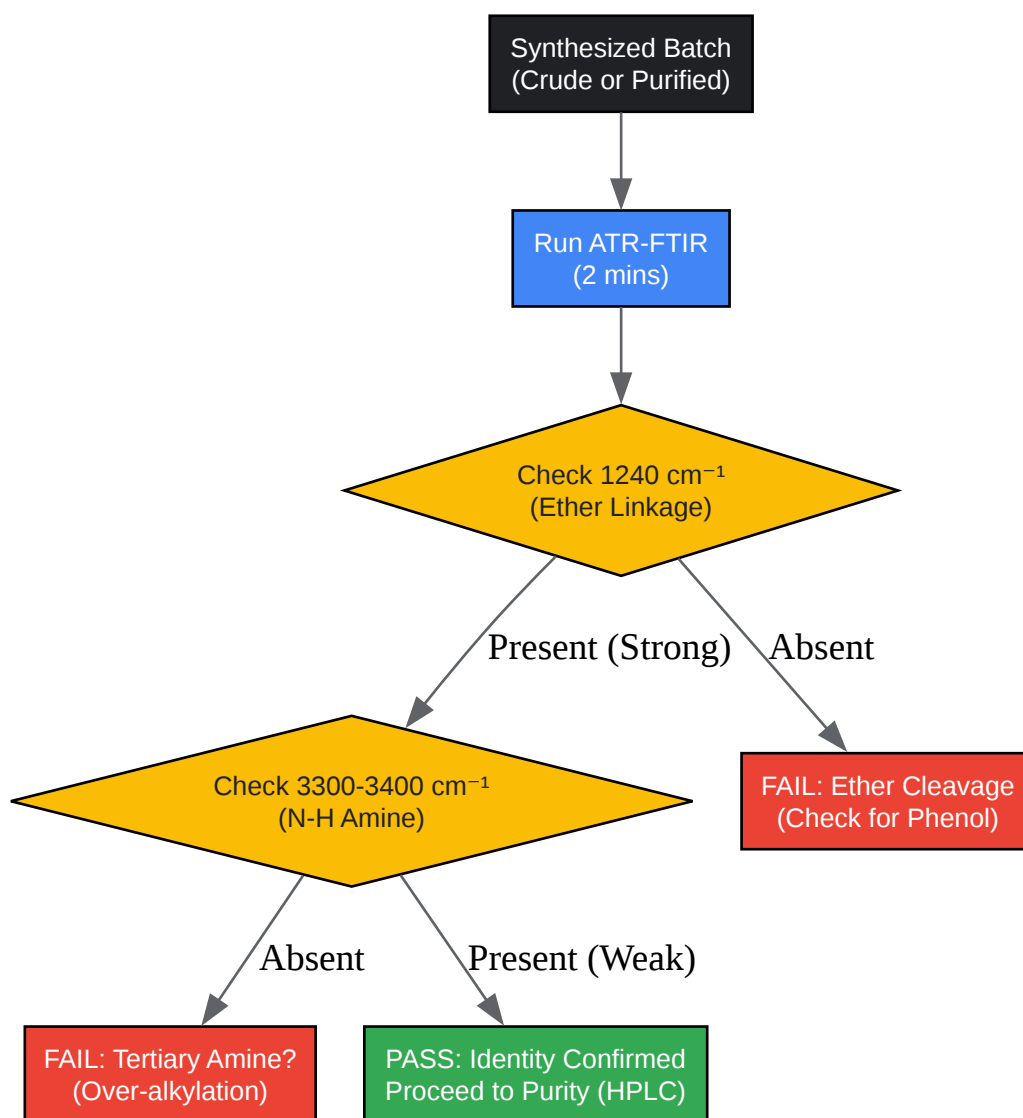 Synthesized Batch
(Crude or Purified)
Run ATR-FTIR
(2 mins)
Check 1240 cm⁻¹
(Ether Linkage)
Present (Strong)
Absent
Check 3300-3400 cm⁻¹
(N-H Amine)
FAIL: Ether Cleavage
(Check for Phenol)
Absent
Present (Weak)
FAIL: Tertiary Amine?
(Over-alkylation)
PASS: Identity Confirmed
Proceed to Purity (HPLC)